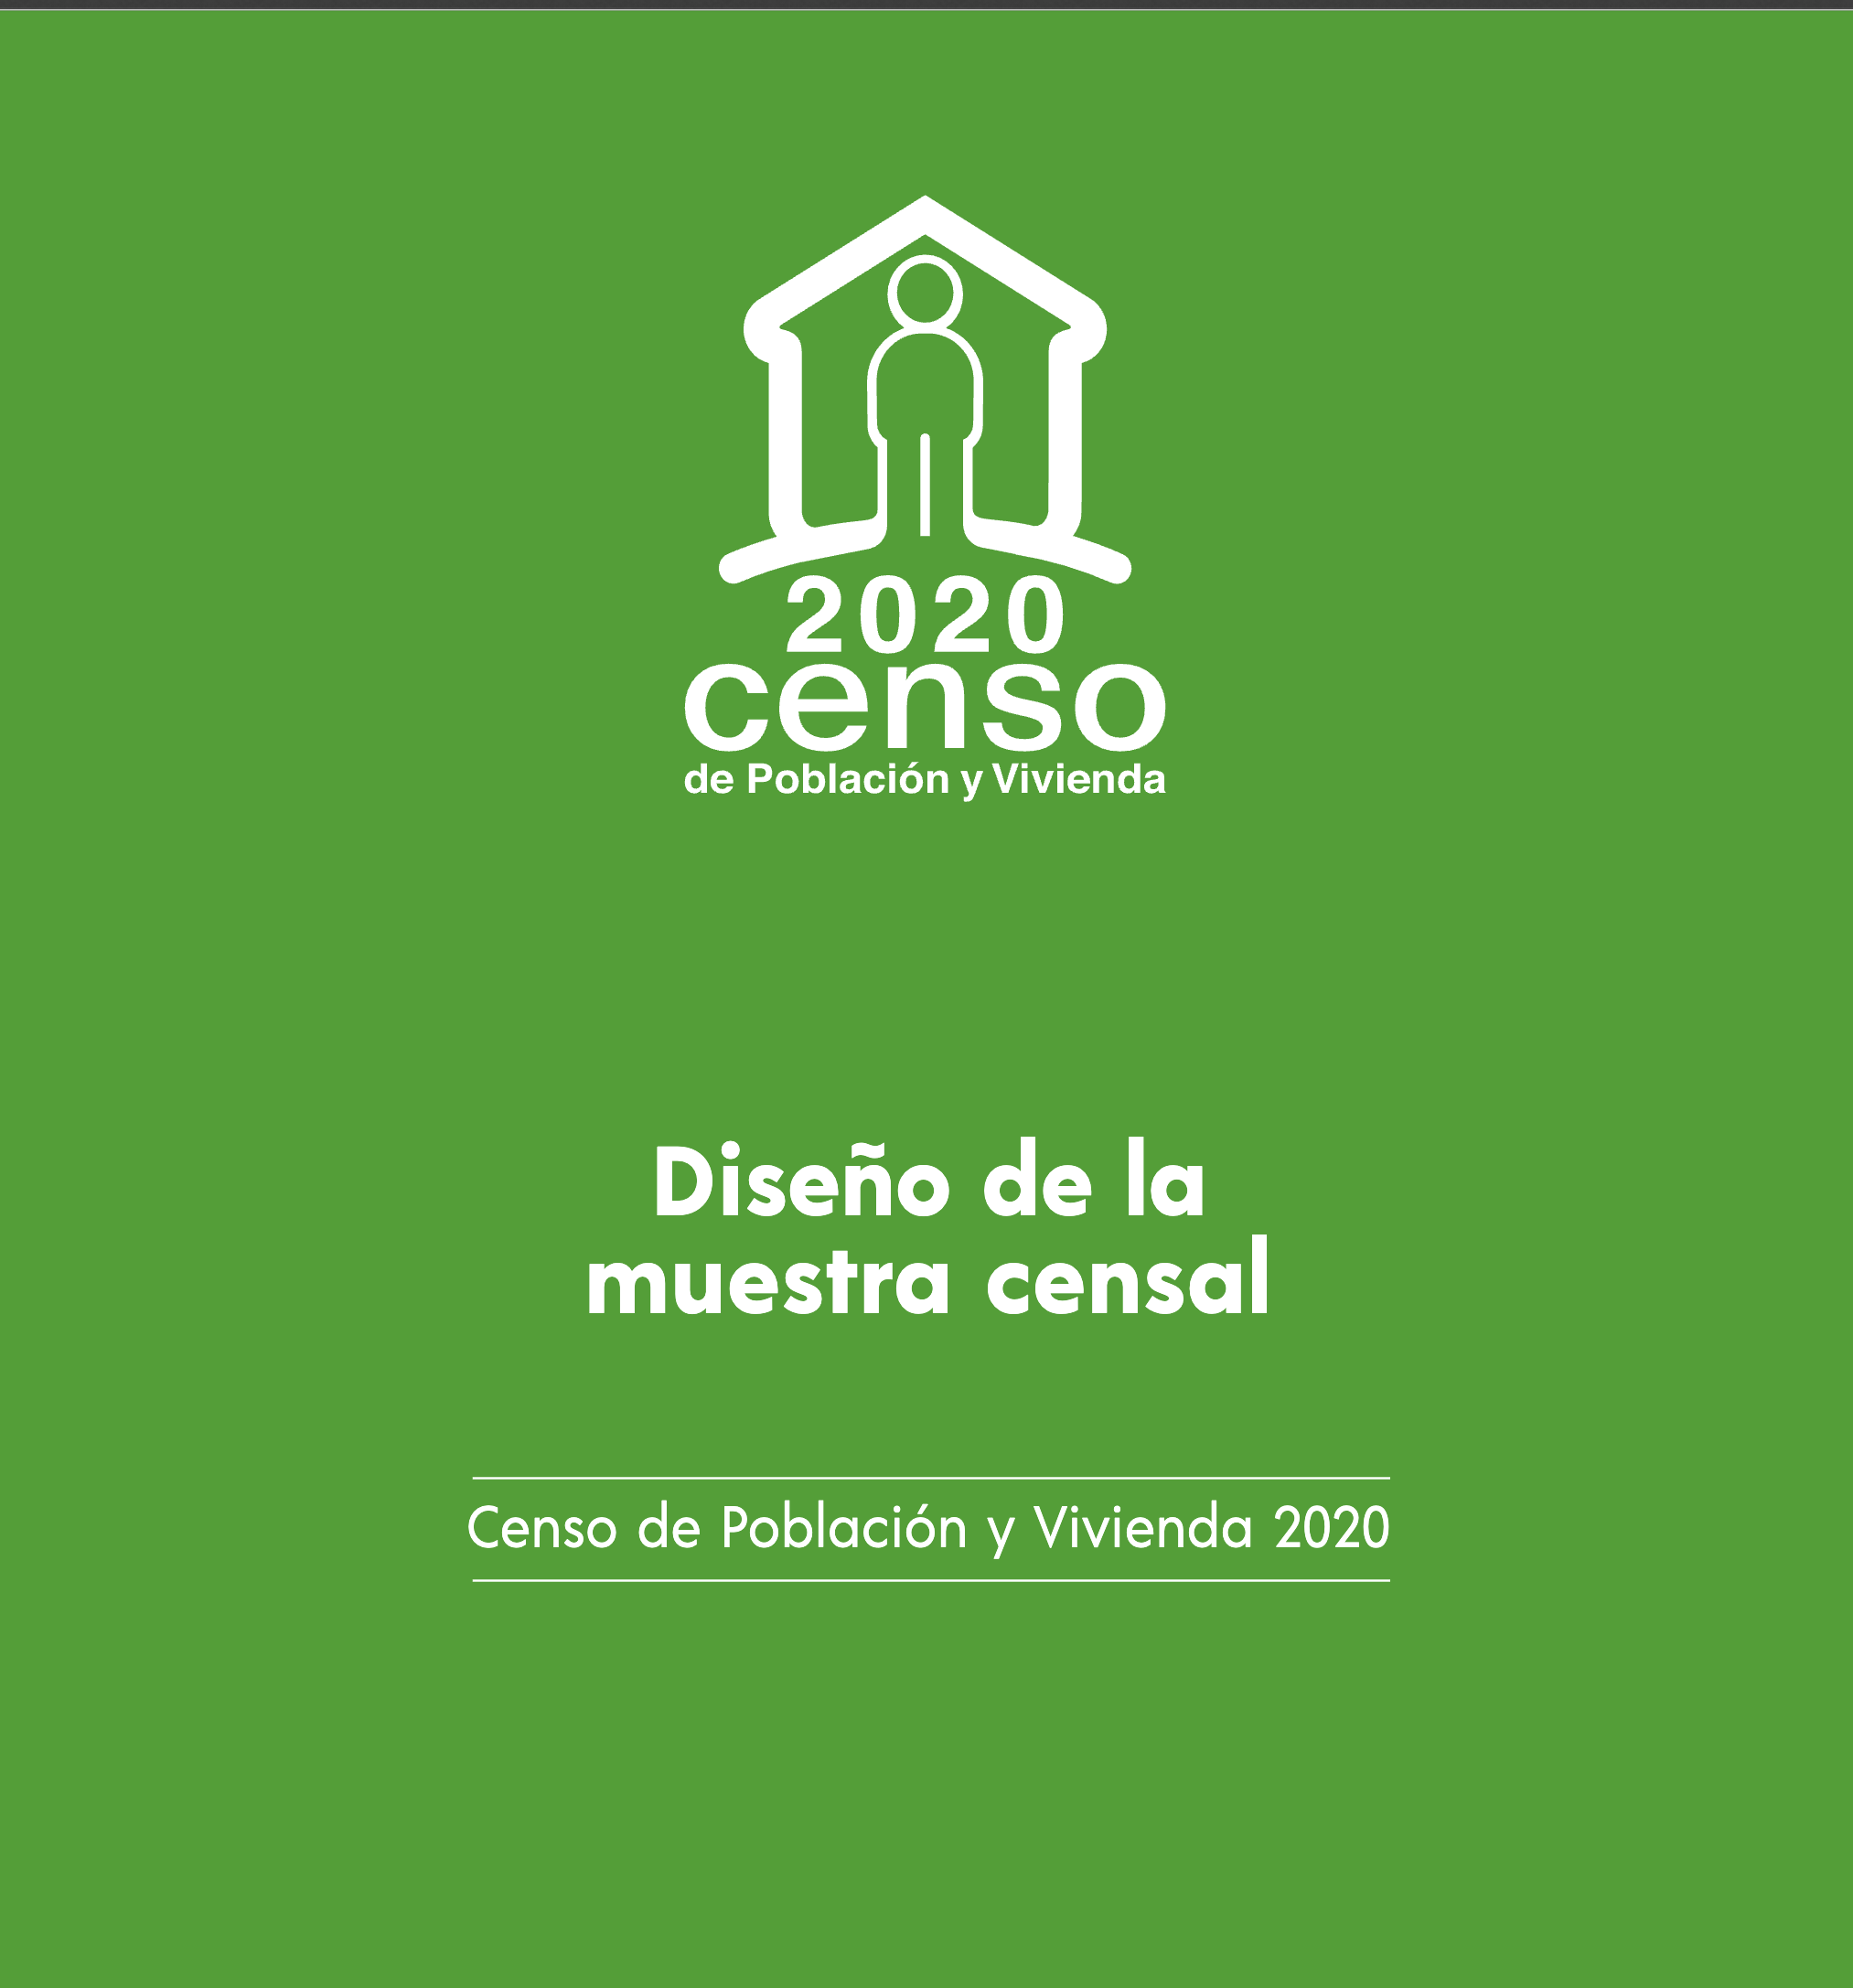 2020
censo
de Población y Vivienda
Diseño de la
muestra censal
Censo de Población y Vivienda 2020